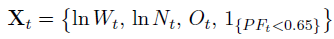 X_t = {ln W_t, ln N_t, O_t, 1_{PF_t<0.65}}